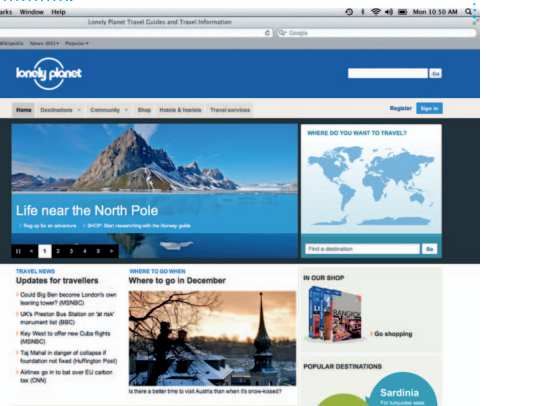 arks Window Help
Mon 10:50 AM
Lonely Planet Travel Guides and Travel Information
Google
Wikipedia News Popular
lonely planet
Go
Home Destinations Community Shop Hotels & hostels Travel services
Register Sign in
WHERE DO YOU WANT TO TRAVEL?
Life near the North Pole
Rug up for an adventure SHOP: Start researching with the Norway guide
1 2 3 4 5
Find a destination Go
TRAVEL NEWS
Updates for travellers
Could Big Ben become London's own
leaning tower? (MSNBC)
UK's Preston Bus Station on 'at risk'
monument list (BBC)
Key West to offer new Cuba flights
(MSNBC)
Taj Mahal in danger of collapse if
foundation not fixed (Huffington Post)
Airlines go in to bat over EU carbon
tax (CNN)
WHERE TO GO WHEN
Where to go in December
Is there a better time to visit Austria than when it's snow-kissed?
IN OUR SHOP
BANGKOK
Go shopping
POPULAR DESTINATIONS
Sardinia
For turquoise seas